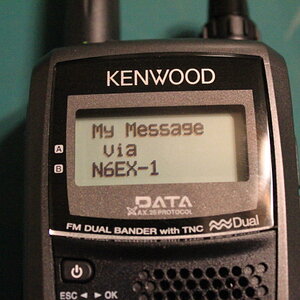 KENWOOD
My Message
via
N6EX-1
A
B
DATA
AX.25 PROTOCOL
FM DUAL BANDER with TNC
Dual
ESC ◄ ► OK